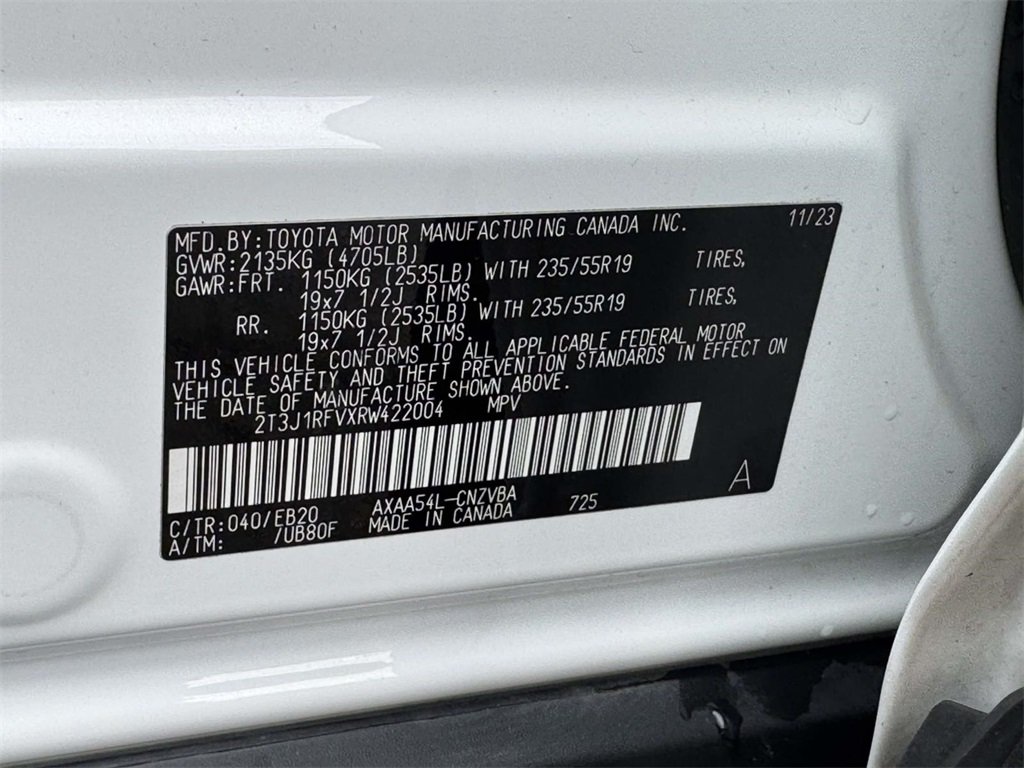 MFD. BY: TOYOTA MOTOR MANUFACTURING CANADA INC. 11/23
GVWR: 2135KG (4705LB)
GAWR: FRT. 1150KG (2535LB) WITH 235/55R19 TIRES,
19x7 1/2J RIMS.
RR. 1150KG (2535LB) WITH 235/55R19 TIRES,
19x7 1/2J RIMS.
THIS VEHICLE CONFORMS TO ALL APPLICABLE FEDERAL MOTOR
VEHICLE SAFETY AND THEFT PREVENTION STANDARDS IN EFFECT ON
THE DATE OF MANUFACTURE SHOWN ABOVE.
2T3J1RFVXRW422004 MPV
C/TR: 040/EB20 AXAA54L-CNZVBA 725 A
A/TM: /UB80F MADE IN CANADA